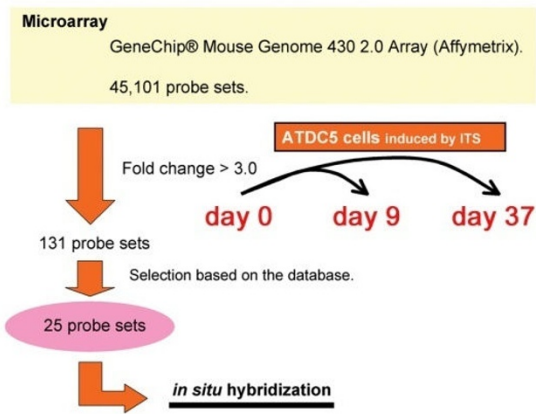 Microarray
GeneChip® Mouse Genome 430 2.0 Array (Affymetrix).
45,101 probe sets.
ATDC5 cells induced by ITS
Fold change > 3.0
day 0 day 9 day 37
131 probe sets
Selection based on the database.
25 probe sets
in situ hybridization